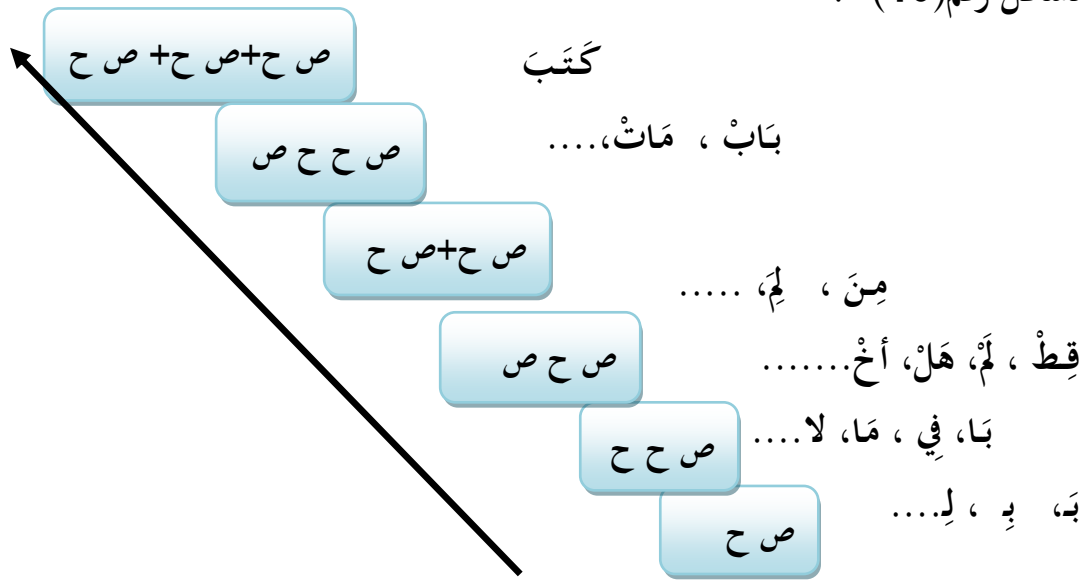 كَتَبَ ص ح+ص ح+ ص ح
بَابْ ، مَاتْ،.... ص ح ح ص
ص ح+ص ح
مِنَ ، لِمَ، .....
قِطْ ، لَمْ، هَلْ، أخْ....... ص ح ص
بَا، فِي ، مَا، لا.... ص ح ح
بَـ، بِـ ، لِـ....
ص ح